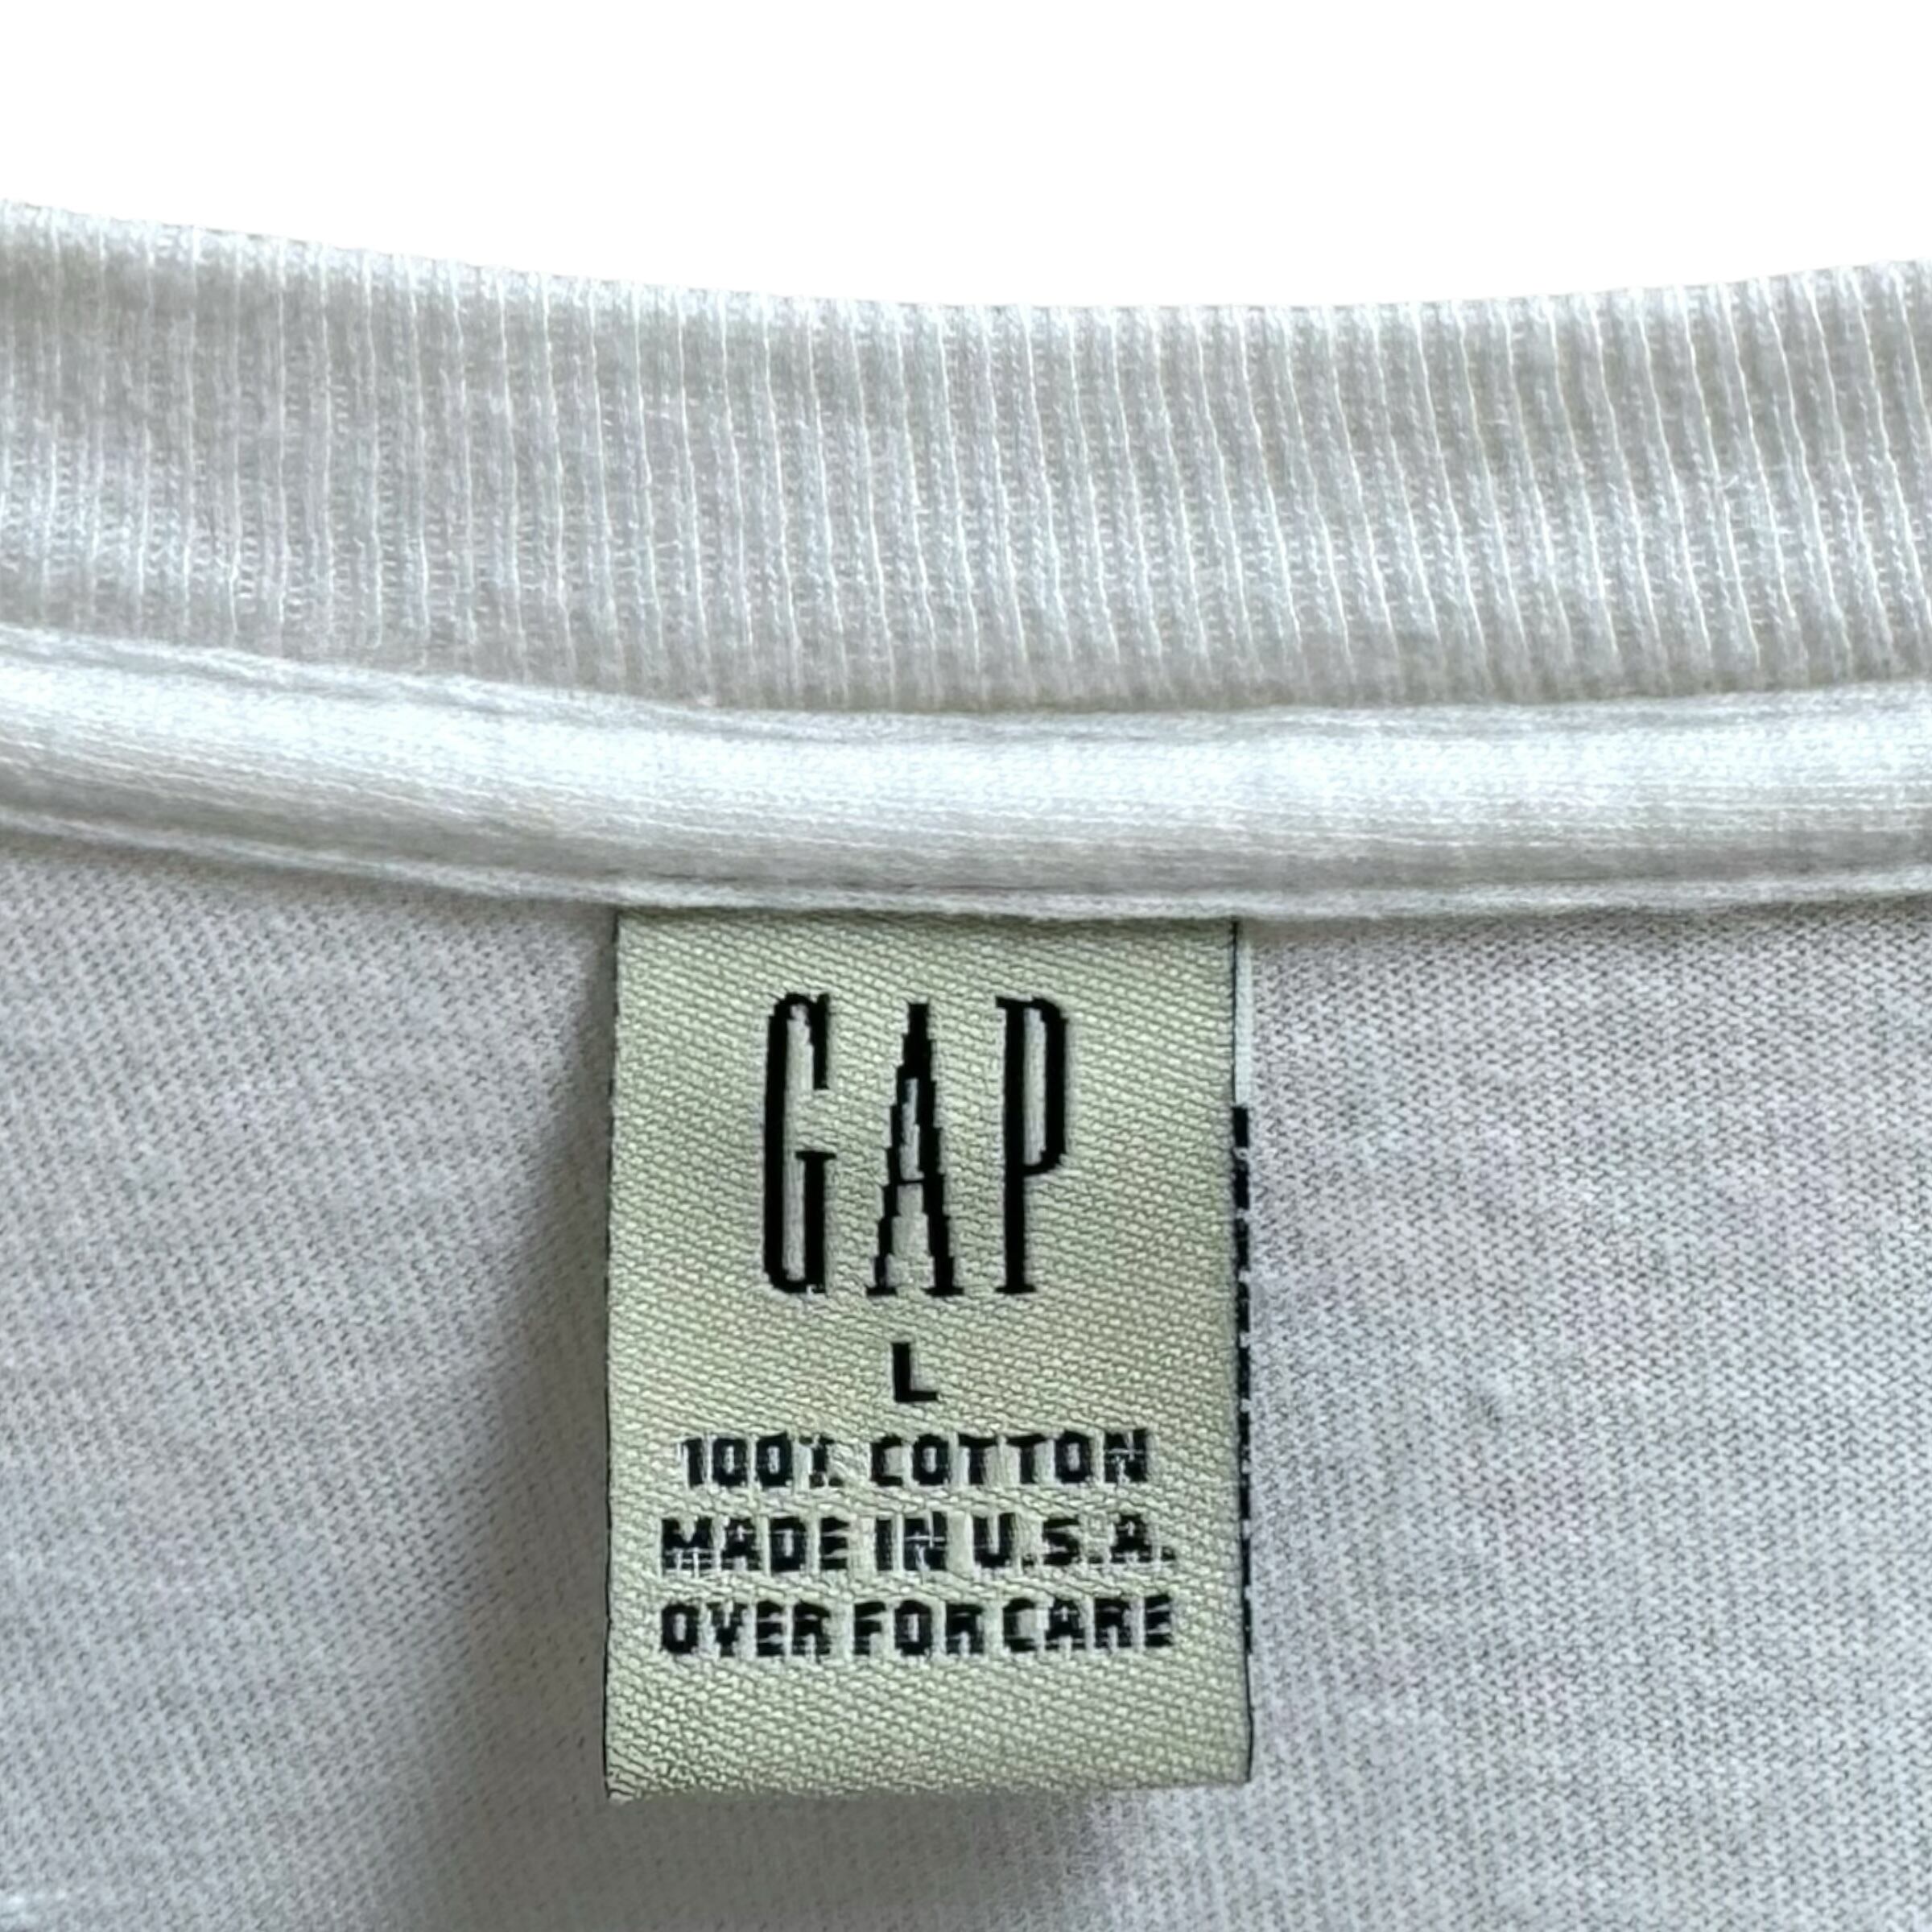 GAP
L
100% COTTON
MADE IN U.S.A.
OVER FOR CARE